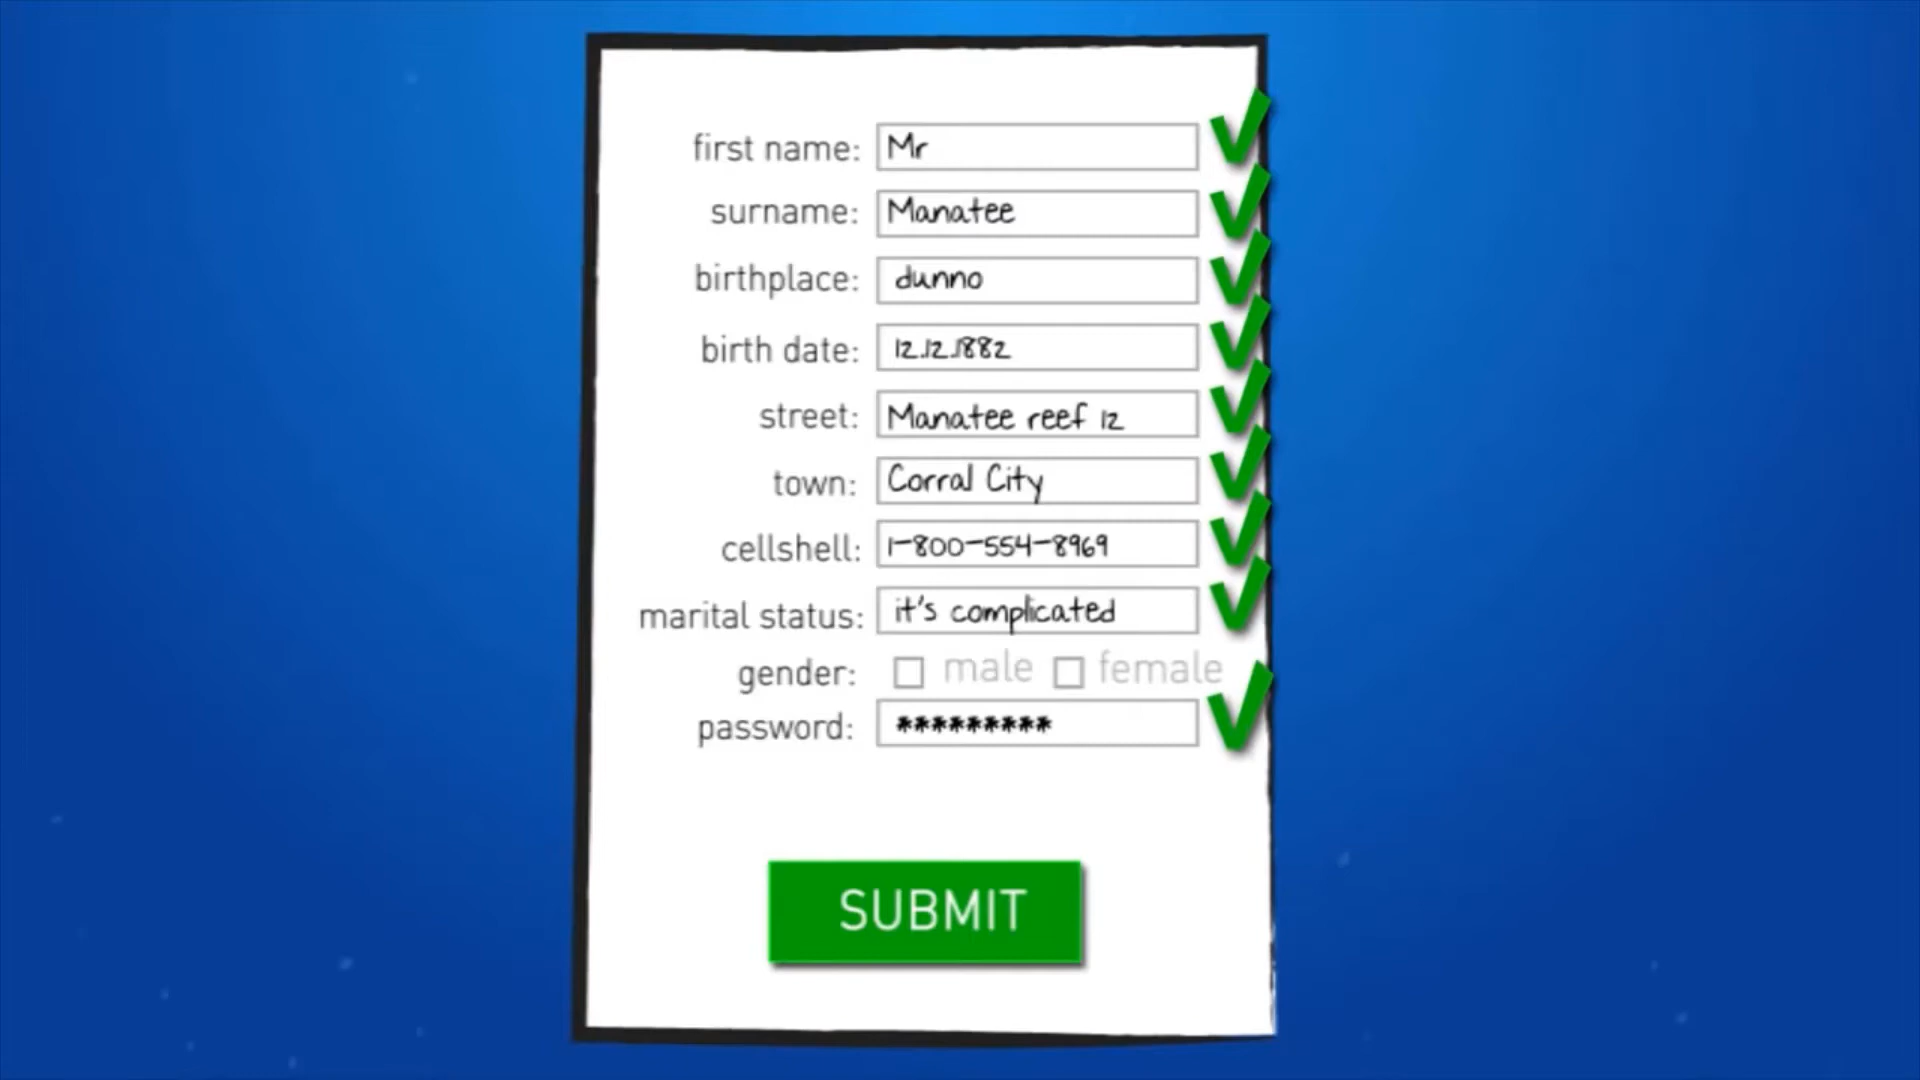 first name: Mr
surname: Manatee
birthplace: dunno
birth date: 12.12.1882
street: Manatee reef 12
town: Corral City
cellshell: 1-800-554-8969
marital status: it's complicated
gender: male female
password: *********
SUBMIT